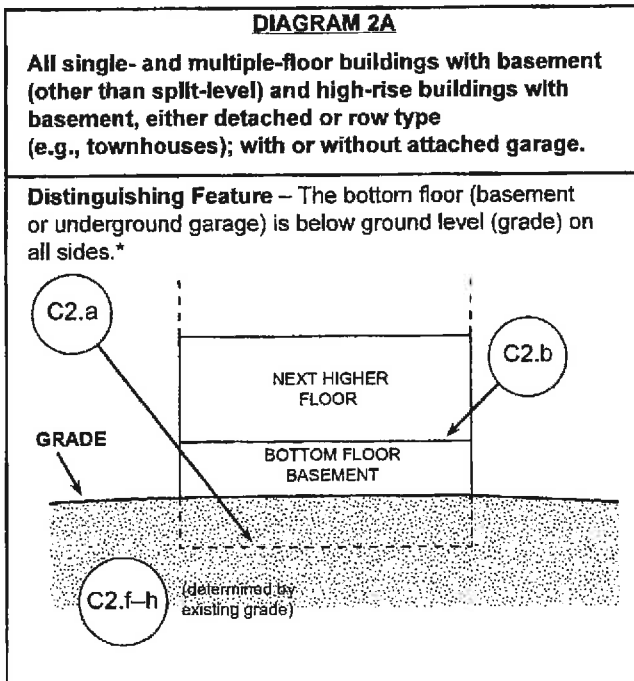 DIAGRAM 2A
All single- and multiple-floor buildings with basement
(other than split-level) and high-rise buildings with
basement, either detached or row type
(e.g., townhouses); with or without attached garage.
Distinguishing Feature – The bottom floor (basement
or underground garage) is below ground level (grade) on
all sides.*
C2.a
C2.b
NEXT HIGHER
FLOOR
GRADE
BOTTOM FLOOR
BASEMENT
C2.f–h
(determined by
existing grade)